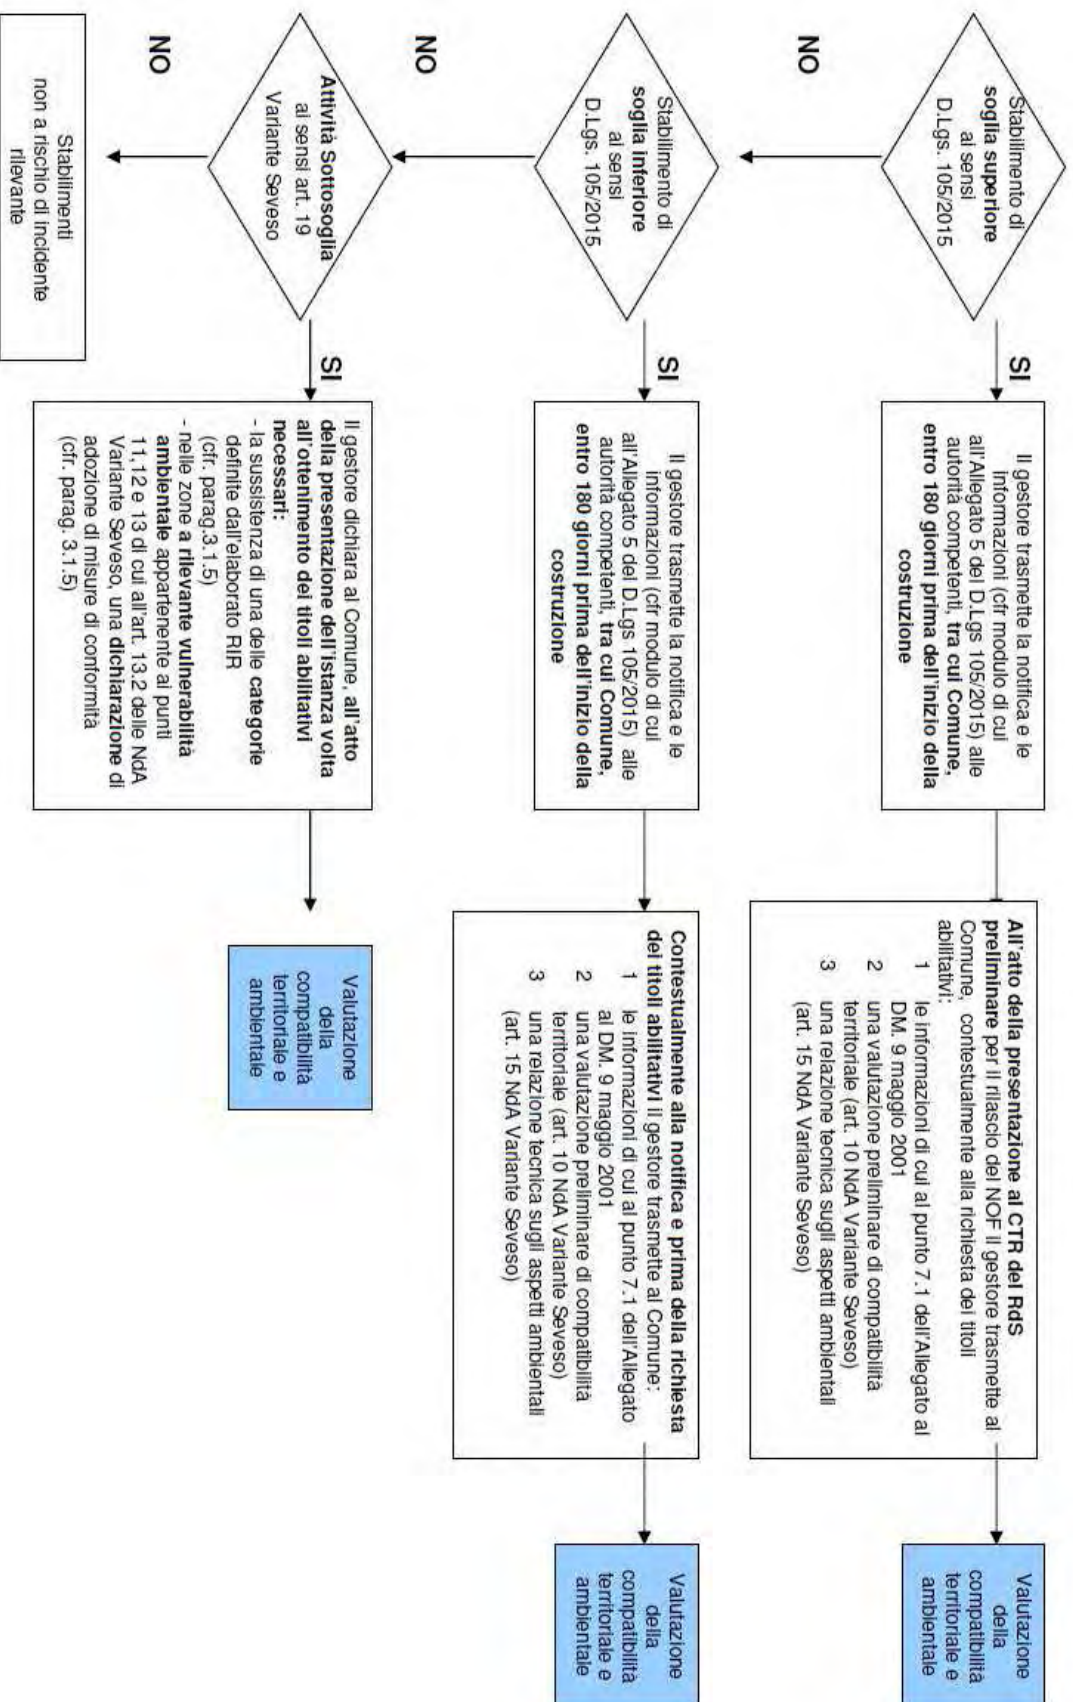 Stabilimento di
soglia superiore
ai sensi
D.Lgs. 105/2015
SI
Il gestore trasmette la notifica e le
informazioni (cfr modulo di cui
all'Allegato 5 del D.Lgs 105/2015) alle
autorità competenti, tra cui Comune,
entro 180 giorni prima dell'inizio della
costruzione
All'atto della presentazione al CTR del RdS
preliminare per il rilascio del NOF il gestore trasmette al
Comune, contestualmente alla richiesta dei titoli
abilitativi:
1 le informazioni di cui al punto 7.1 dell'Allegato al
DM. 9 maggio 2001
2 una valutazione preliminare di compatibilità
territoriale (art. 10 NdA Variante Seveso)
3 una relazione tecnica sugli aspetti ambientali
(art. 15 NdA Variante Seveso)
Valutazione
della
compatibilità
territoriale e
ambientale
NO
Stabilimento di
soglia inferiore
ai sensi
D.Lgs. 105/2015
SI
Il gestore trasmette la notifica e le
informazioni (cfr modulo di cui
all'Allegato 5 del D.Lgs 105/2015) alle
autorità competenti, tra cui Comune,
entro 180 giorni prima dell'inizio della
costruzione
Contestualmente alla notifica e prima della richiesta
dei titoli abilitativi il gestore trasmette al Comune:
1 le informazioni di cui al punto 7.1 dell'Allegato
al DM. 9 maggio 2001
2 una valutazione preliminare di compatibilità
territoriale (art. 10 NdA Variante Seveso)
3 una relazione tecnica sugli aspetti ambientali
(art. 15 NdA Variante Seveso)
Valutazione
della
compatibilità
territoriale e
ambientale
NO
Attività Sottosoglia
ai sensi art. 19
Variante Seveso
SI
Il gestore dichiara al Comune, all'atto
della presentazione dell'istanza volta
all'ottenimento dei titoli abilitativi
necessari:
- la sussistenza di una delle categorie
definite dall'elaborato RIR
(cfr. parag.3.1.5)
- nelle zone a rilevante vulnerabilità
ambientale appartenente ai punti
11,12 e 13 di cui all'art. 13.2 delle NdA
Variante Seveso, una dichiarazione di
adozione di misure di conformità
(cfr. parag. 3.1.5)
Valutazione
della
compatibilità
territoriale e
ambientale
NO
Stabilimenti
non a rischio di incidente
rilevante